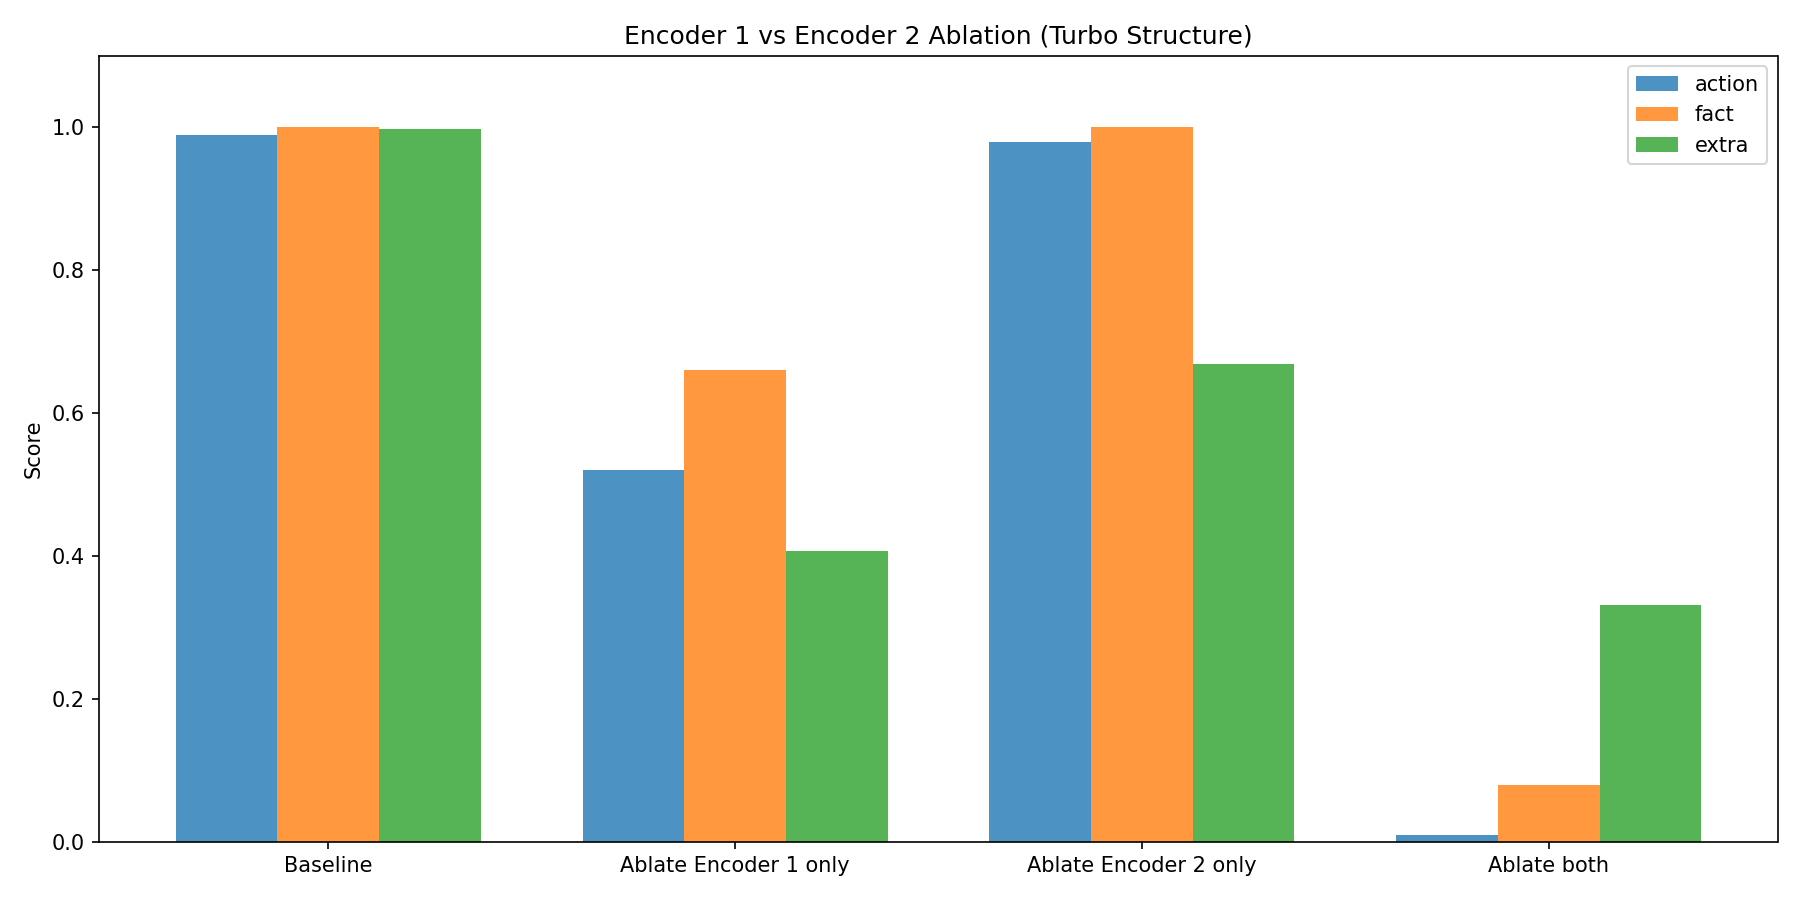 Encoder 1 vs Encoder 2 Ablation (Turbo Structure)
action
fact
extra
Score
1.0
0.8
0.6
0.4
0.2
0.0
Baseline
Ablate Encoder 1 only
Ablate Encoder 2 only
Ablate both